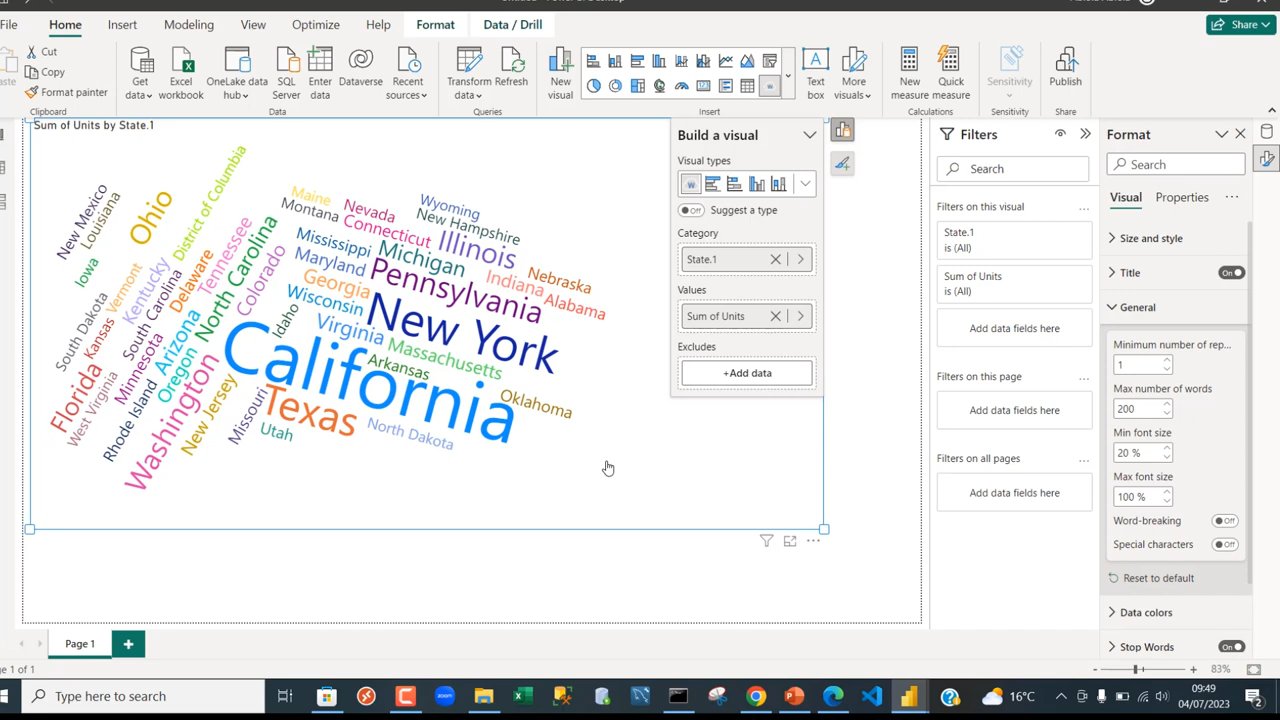 File Home Insert Modeling View Optimize Help Format Data / Drill Share
Cut
Copy
Format painter
Clipboard
Get data
Excel workbook
OneLake data hub
SQL Server
Enter data
Dataverse
Recent sources
Data
Transform data
Refresh
Queries
New visual
Text box
More visuals
Insert
New measure
Quick measure
Calculations
Sensitivity
Sensitivity
Publish
Share
Sum of Units by State.1
New Mexico
Louisiana
Ohio
District of Columbia
Iowa
Vermont
Kentucky
South Carolina
Delaware
Tennessee
North Carolina
Colorado
Maine
Montana
Nevada
Connecticut
Wyoming
New Hampshire
Illinois
Mississippi
Maryland
Michigan
Georgia
Pennsylvania
Indiana
Nebraska
Alabama
Wisconsin
Idaho
New York
Virginia
Massachusetts
Arkansas
California
Texas
Oklahoma
North Dakota
Utah
Missouri
New Jersey
Washington
Oregon
Arizona
Minnesota
Rhode Island
West Virginia
Florida
Kansas
South Dakota
Build a visual
Visual types
Off Suggest a type
Category
State.1
Values
Sum of Units
Excludes
+Add data
Filters
Search
Filters on this visual ...
State.1
is (All)
Sum of Units
is (All)
Add data fields here
Filters on this page ...
Add data fields here
Filters on all pages ...
Add data fields here
Format
Search
Visual Properties ...
Size and style
Title On
General
Minimum number of rep...
1
Max number of words
200
Min font size
20 %
Max font size
100 %
Word-breaking Off
Special characters Off
Reset to default
Data colors
Stop Words On
Page 1
ge 1 of 1
- + 83%
Type here to search
16°C
09:49
04/07/2023
2